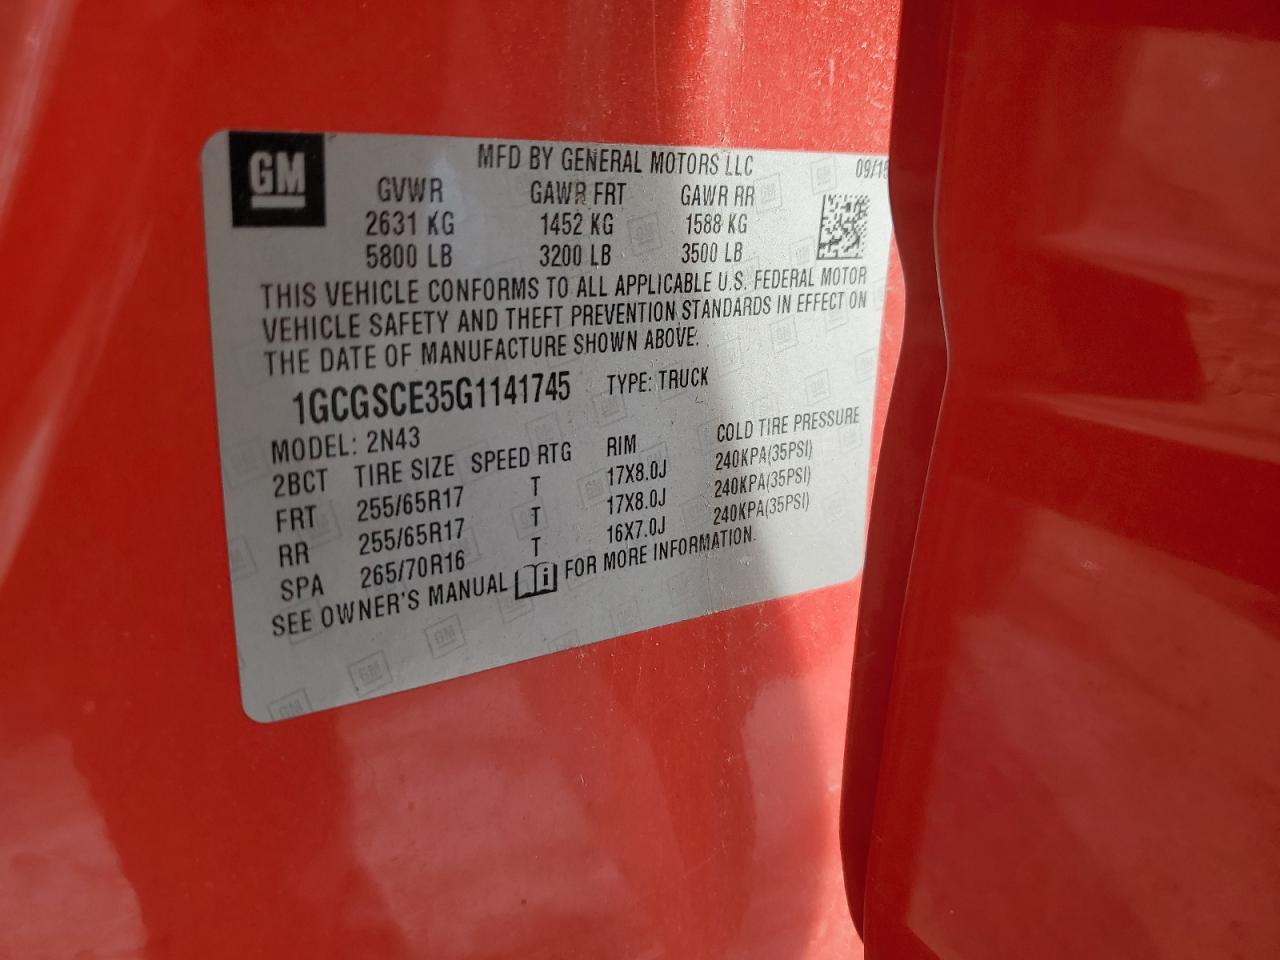 GM
MFD BY GENERAL MOTORS LLC 09/15
GVWR GAWR FRT GAWR RR
2631 KG 1452 KG 1588 KG
5800 LB 3200 LB 3500 LB
THIS VEHICLE CONFORMS TO ALL APPLICABLE U.S. FEDERAL MOTOR
VEHICLE SAFETY AND THEFT PREVENTION STANDARDS IN EFFECT ON
THE DATE OF MANUFACTURE SHOWN ABOVE.
1GCGSCE35G1141745 TYPE: TRUCK
MODEL: 2N43
2BCT TIRE SIZE SPEED RTG RIM COLD TIRE PRESSURE
FRT 255/65R17 T 17X8.0J 240KPA(35PSI)
RR 255/65R17 T 17X8.0J 240KPA(35PSI)
SPA 265/70R16 T 16X7.0J 240KPA(35PSI)
SEE OWNER'S MANUAL FOR MORE INFORMATION.